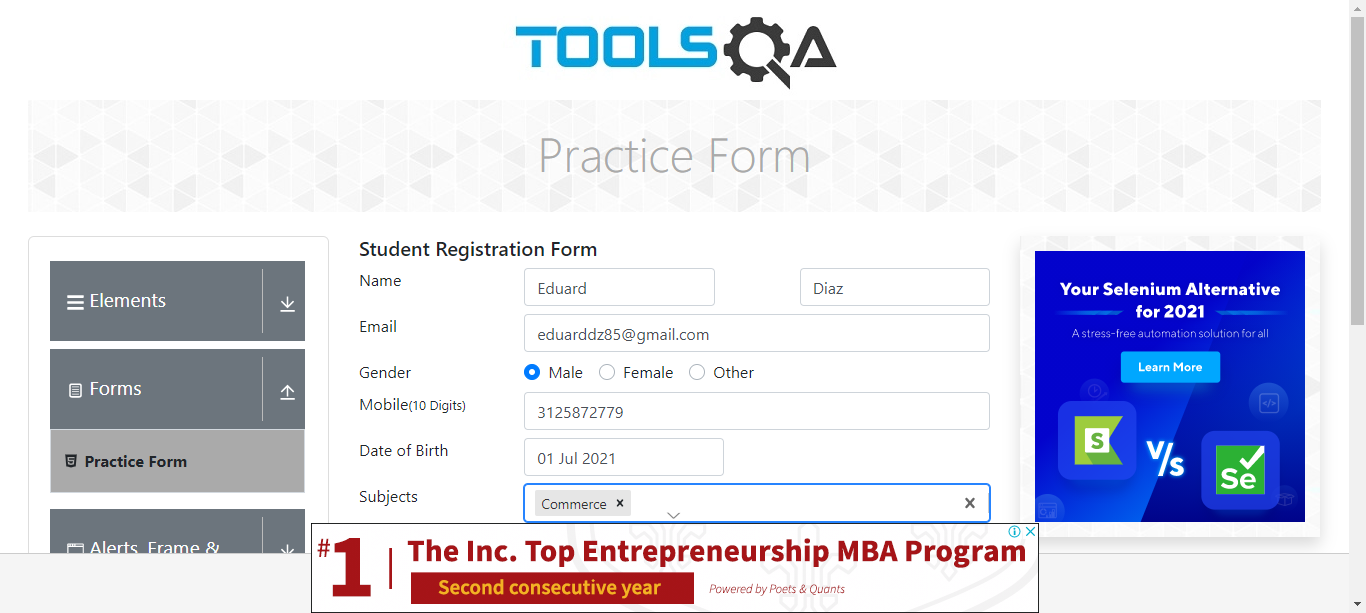 TOOLSQA
Practice Form
Elements
Forms
Practice Form
Alerts, Frame &
Student Registration Form
Name
Eduard
Diaz
Email
eduarddz85@gmail.com
Gender
Male
Female
Other
Mobile(10 Digits)
3125872779
Date of Birth
01 Jul 2021
Subjects
Commerce
Your Selenium Alternative
for 2021
A stress-free automation solution for all
Learn More
S
V/s
Se
#1
The Inc. Top Entrepreneurship MBA Program
Second consecutive year
Powered by Poets & Quants